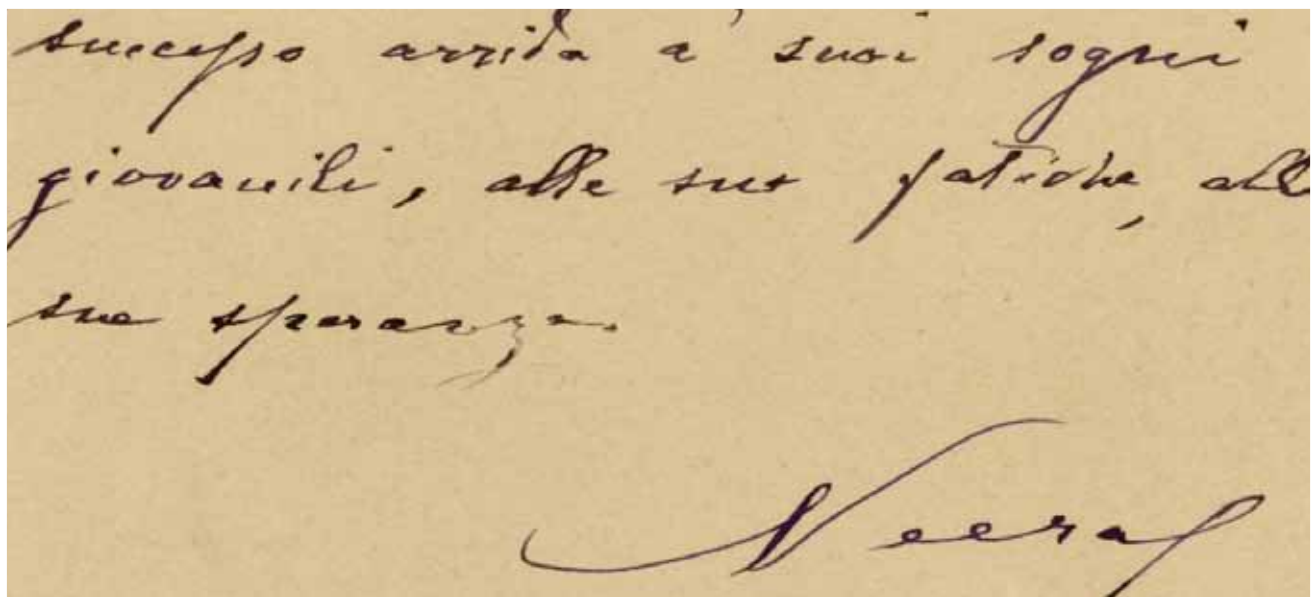 successo arrida a' suoi sogni
giovanili, alle sue fatiche, alle
sue speranze.
Neera